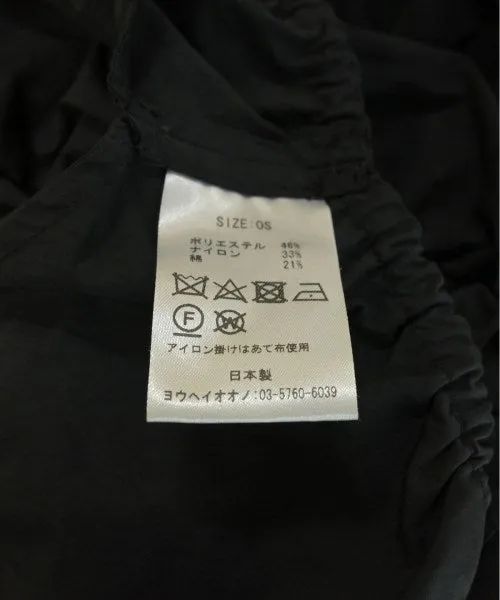 SIZE:OS
ポリエステル 46%
ナイロン 33%
綿 21%
F W
アイロン掛けはあて布使用
日本製
ヨウヘイオオノ:03-5760-6039